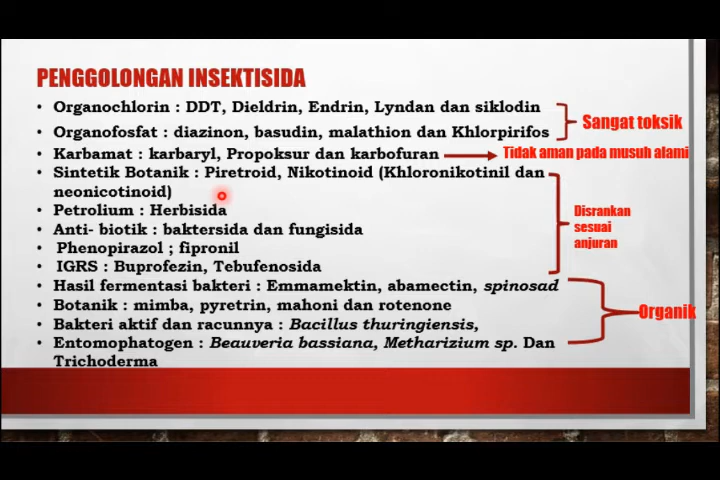 PENGGOLONGAN INSEKTISIDA
• Organochlorin : DDT, Dieldrin, Endrin, Lyndan dan siklodin
• Organofosfat : diazinon, basudin, malathion dan Khlorpirifos
Sangat toksik
• Karbamat : karbaryl, Propoksur dan karbofuran
Tidak aman pada musuh alami
• Sintetik Botanik : Piretroid, Nikotinoid (Khloronikotinil dan
neonicotinoid)
• Petrolium : Herbisida
• Anti- biotik : baktersida dan fungisida
• Phenopirazol ; fipronil
• IGRS : Buprofezin, Tebufenosida
Disrankan
sesuai
anjuran
• Hasil fermentasi bakteri : Emmamektin, abamectin, spinosad
• Botanik : mimba, pyretrin, mahoni dan rotenone
• Bakteri aktif dan racunnya : Bacillus thuringiensis,
• Entomophatogen : Beauveria bassiana, Metharizium sp. Dan
Trichoderma
Organik